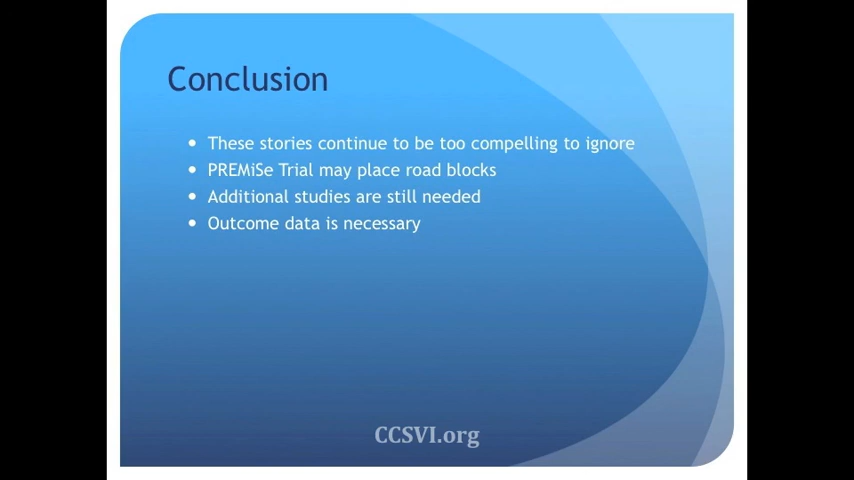 Conclusion
These stories continue to be too compelling to ignore
PREMiSe Trial may place road blocks
Additional studies are still needed
Outcome data is necessary
CCSVI.org